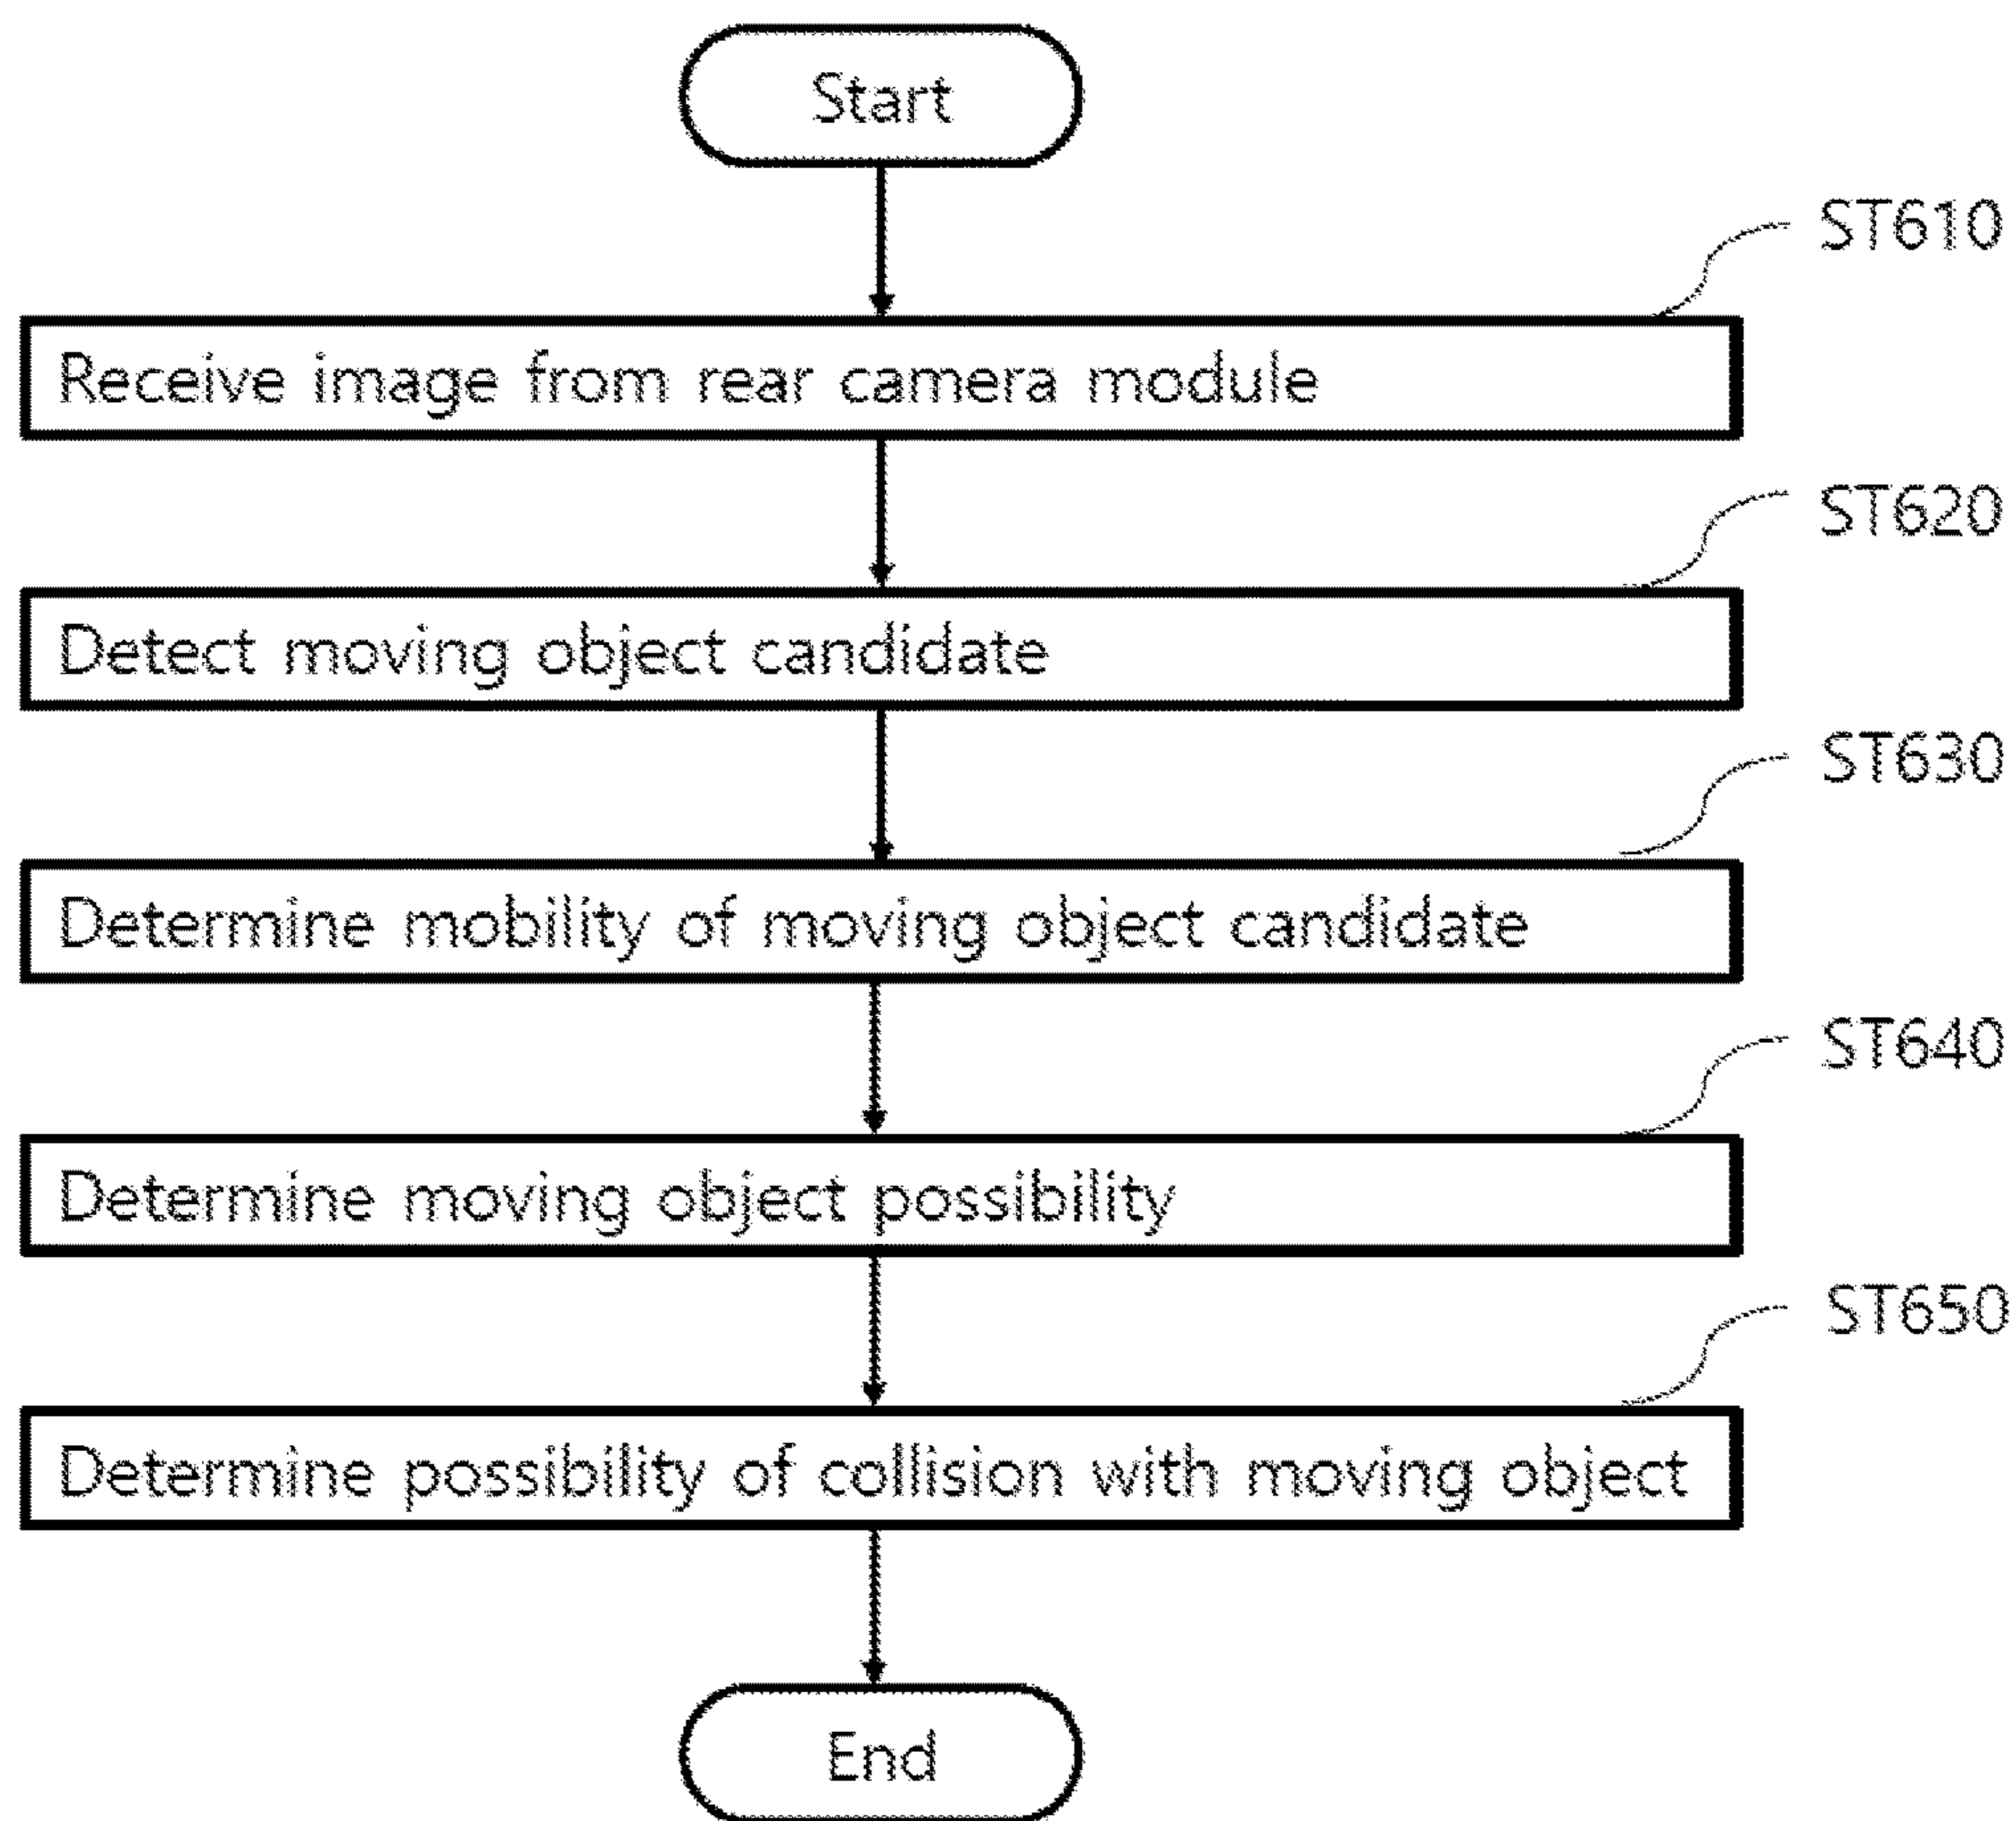 Start
ST610
Receive image from rear camera module
ST620
Detect moving object candidate
ST630
Determine mobility of moving object candidate
ST640
Determine moving object possibility
ST650
Determine possibility of collision with moving object
End